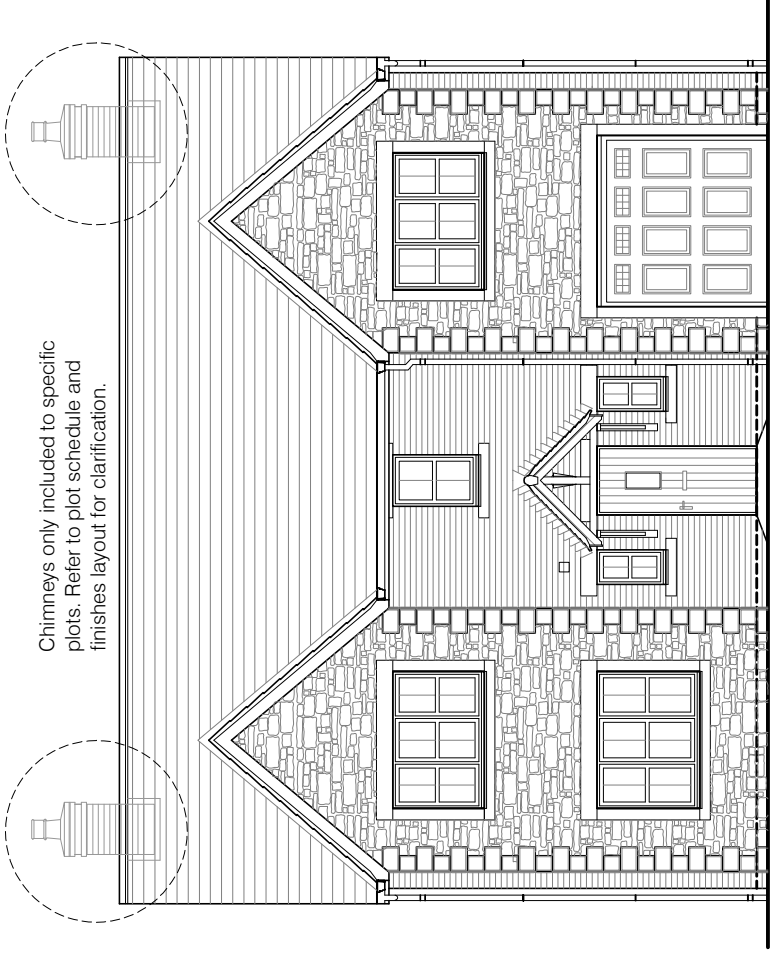 Chimneys only included to specific
plots. Refer to plot schedule and
finishes layout for clarification.